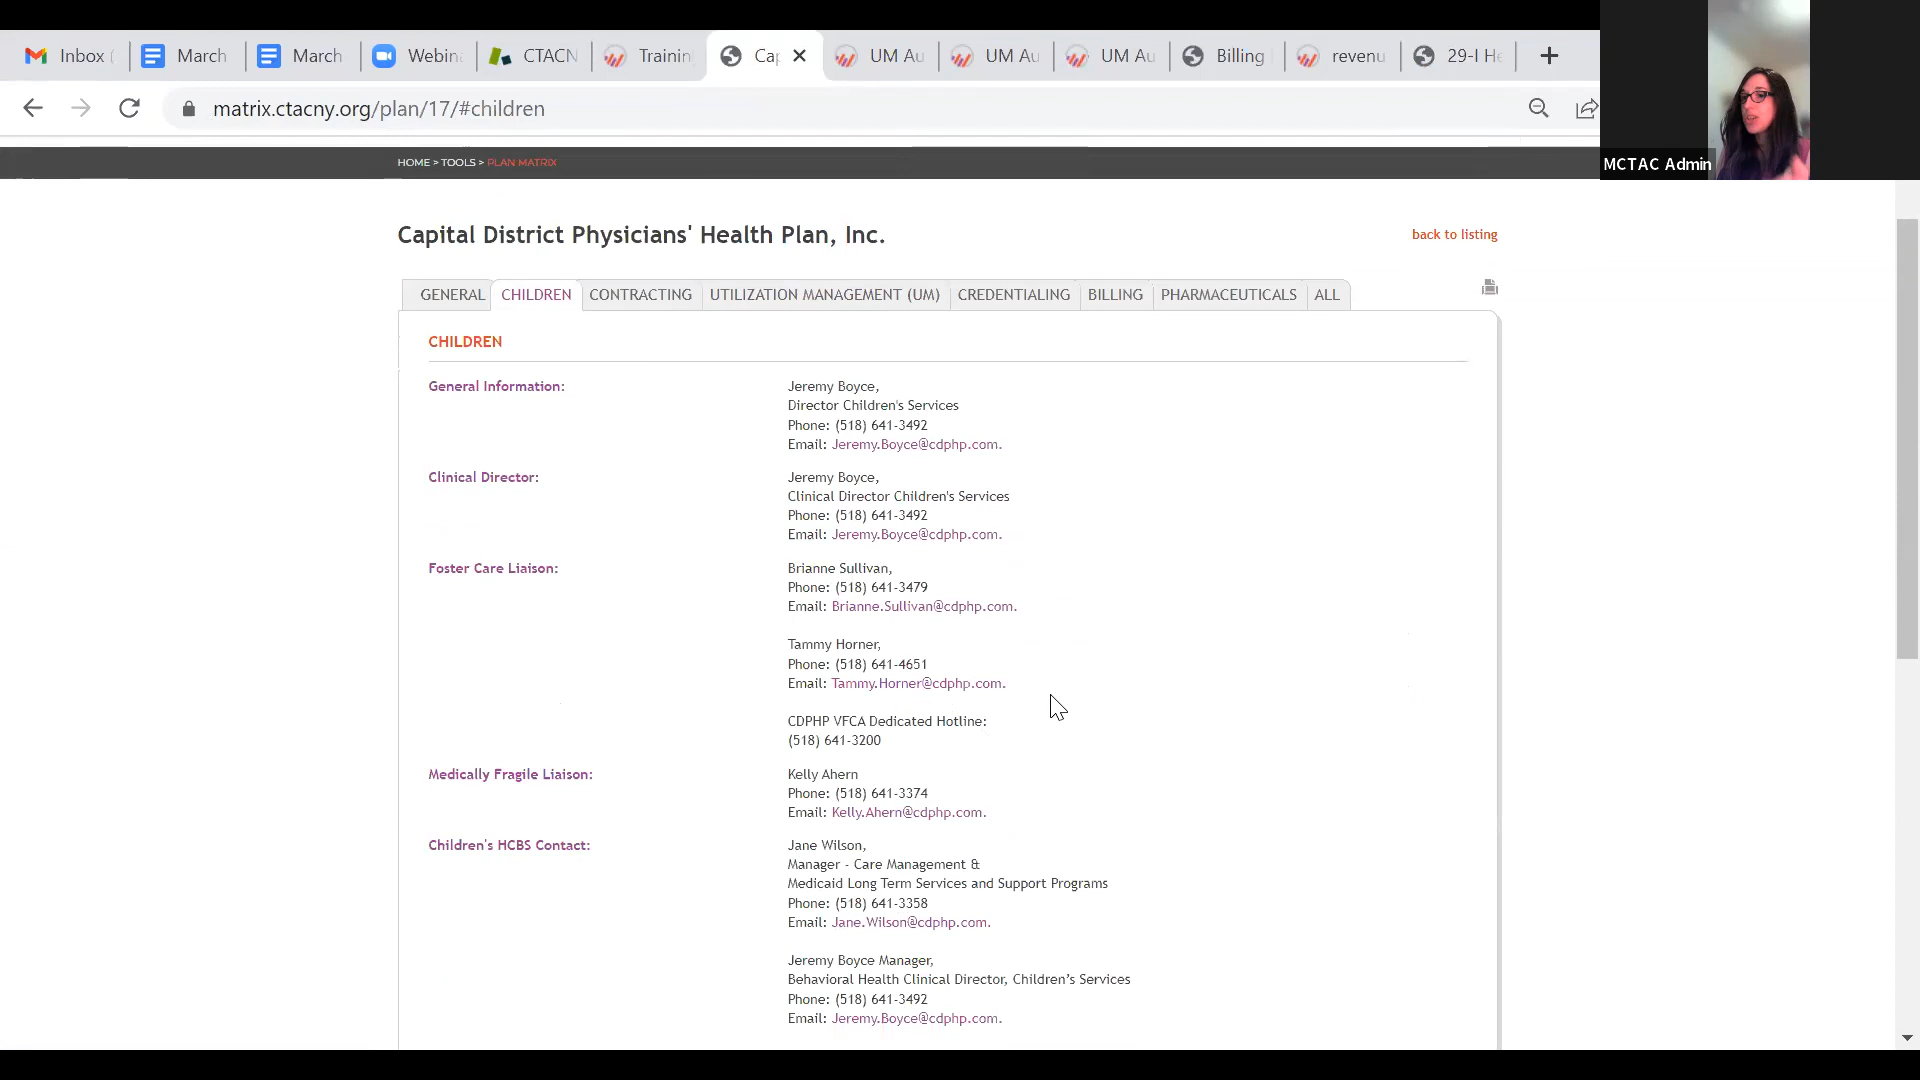 Inbox (
March
March
Webin
CTACN
Training
Cap
UM Au
UM Au
UM Au
Billing
revenu
29-I He
matrix.ctacny.org/plan/17/#children
MCTAC Admin
HOME > TOOLS > PLAN MATRIX
Capital District Physicians' Health Plan, Inc.
back to listing
GENERAL CHILDREN CONTRACTING UTILIZATION MANAGEMENT (UM) CREDENTIALING BILLING PHARMACEUTICALS ALL
CHILDREN
General Information:
Jeremy Boyce,
Director Children's Services
Phone: (518) 641-3492
Email: Jeremy.Boyce@cdphp.com.
Clinical Director:
Jeremy Boyce,
Clinical Director Children's Services
Phone: (518) 641-3492
Email: Jeremy.Boyce@cdphp.com.
Foster Care Liaison:
Brianne Sullivan,
Phone: (518) 641-3479
Email: Brianne.Sullivan@cdphp.com.
Tammy Horner,
Phone: (518) 641-4651
Email: Tammy.Horner@cdphp.com.
CDPHP VFCA Dedicated Hotline:
(518) 641-3200
Medically Fragile Liaison:
Kelly Ahern
Phone: (518) 641-3374
Email: Kelly.Ahern@cdphp.com.
Children's HCBS Contact:
Jane Wilson,
Manager - Care Management &
Medicaid Long Term Services and Support Programs
Phone: (518) 641-3358
Email: Jane.Wilson@cdphp.com.
Jeremy Boyce Manager,
Behavioral Health Clinical Director, Children’s Services
Phone: (518) 641-3492
Email: Jeremy.Boyce@cdphp.com.